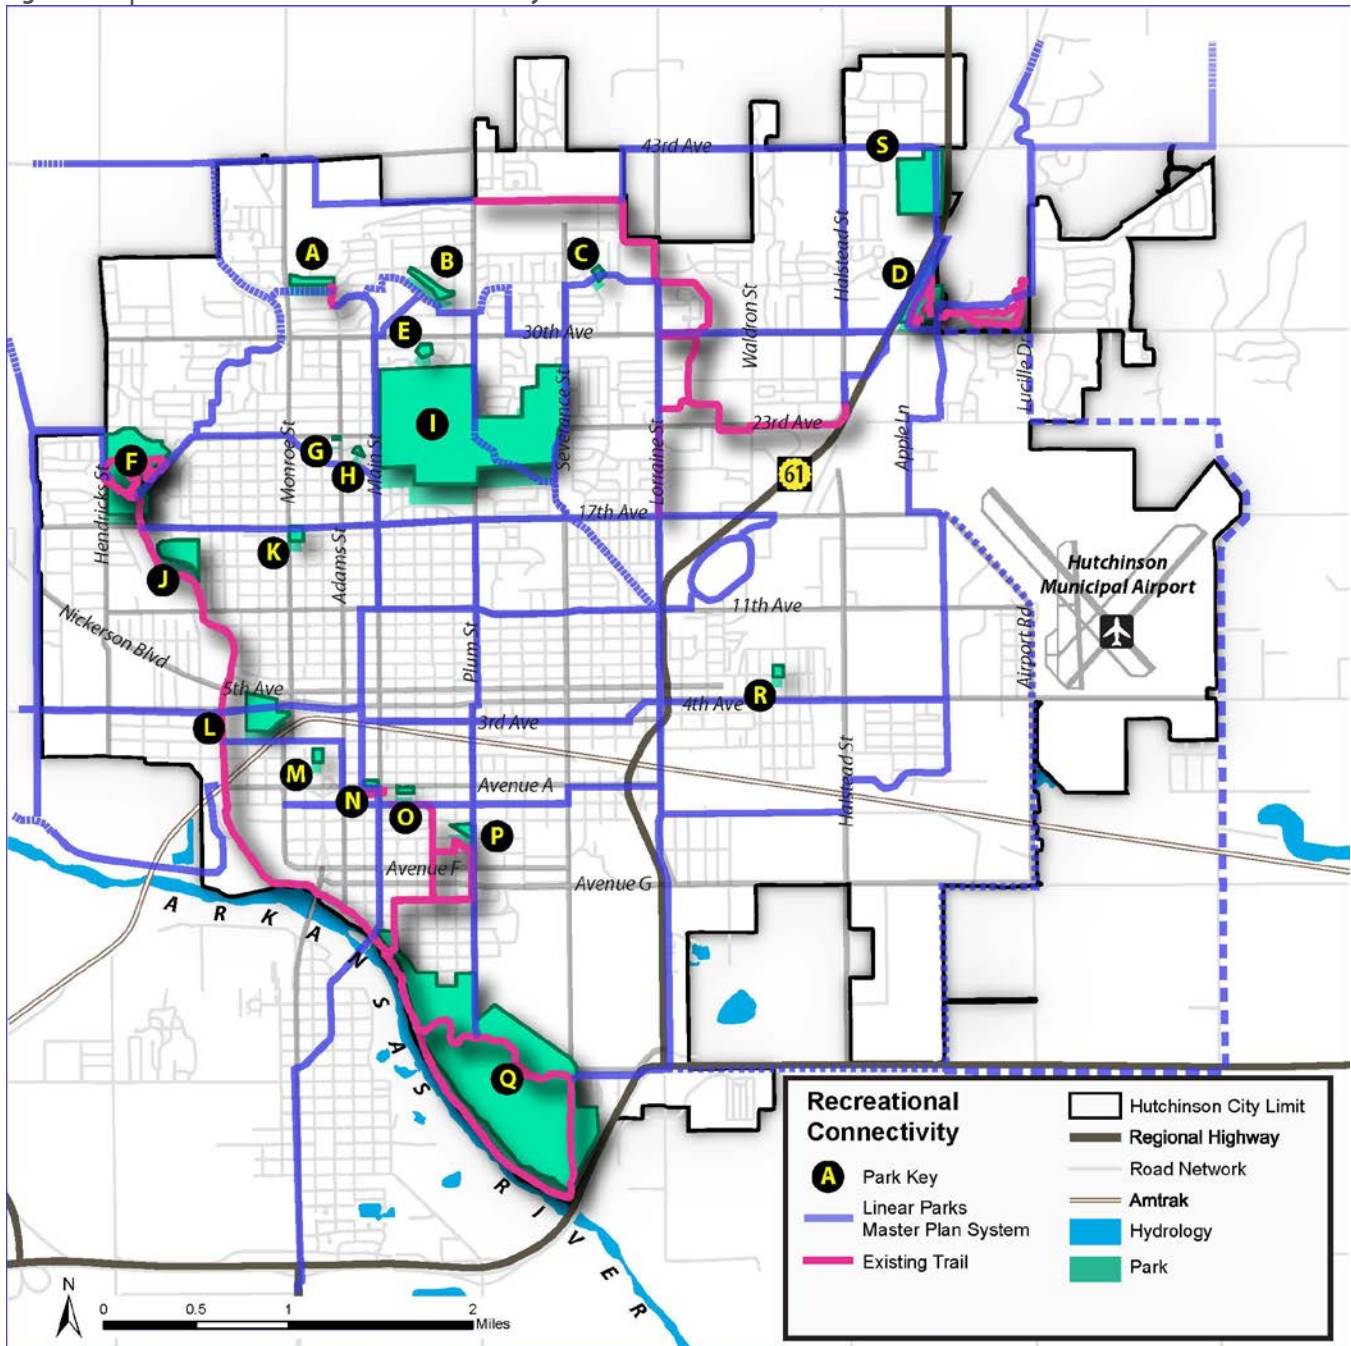 43rd Ave
S
A
B
C
D
Halstead St
E
30th Ave
Waldron St
Lucille Dr
I
23rd Ave
Severance St
Lorraine St
Apple Ln
F
G
H
Monroe St
Main St
61
Hendricks St
17th Ave
K
Adams St
J
Hutchinson
Municipal Airport
11th Ave
Nickerson Blvd
Plum St
Airport Rd
5th Ave
R
4th Ave
L
3rd Ave
M
Avenue A
N
O
P
Halstead St
Avenue F
Avenue G
ARKANSAS RIVER
Q
Recreational
Connectivity
A Park Key
Linear Parks
Master Plan System
Existing Trail
Hutchinson City Limit
Regional Highway
Road Network
Amtrak
Hydrology
Park
N
0 0.5 1 2
Miles